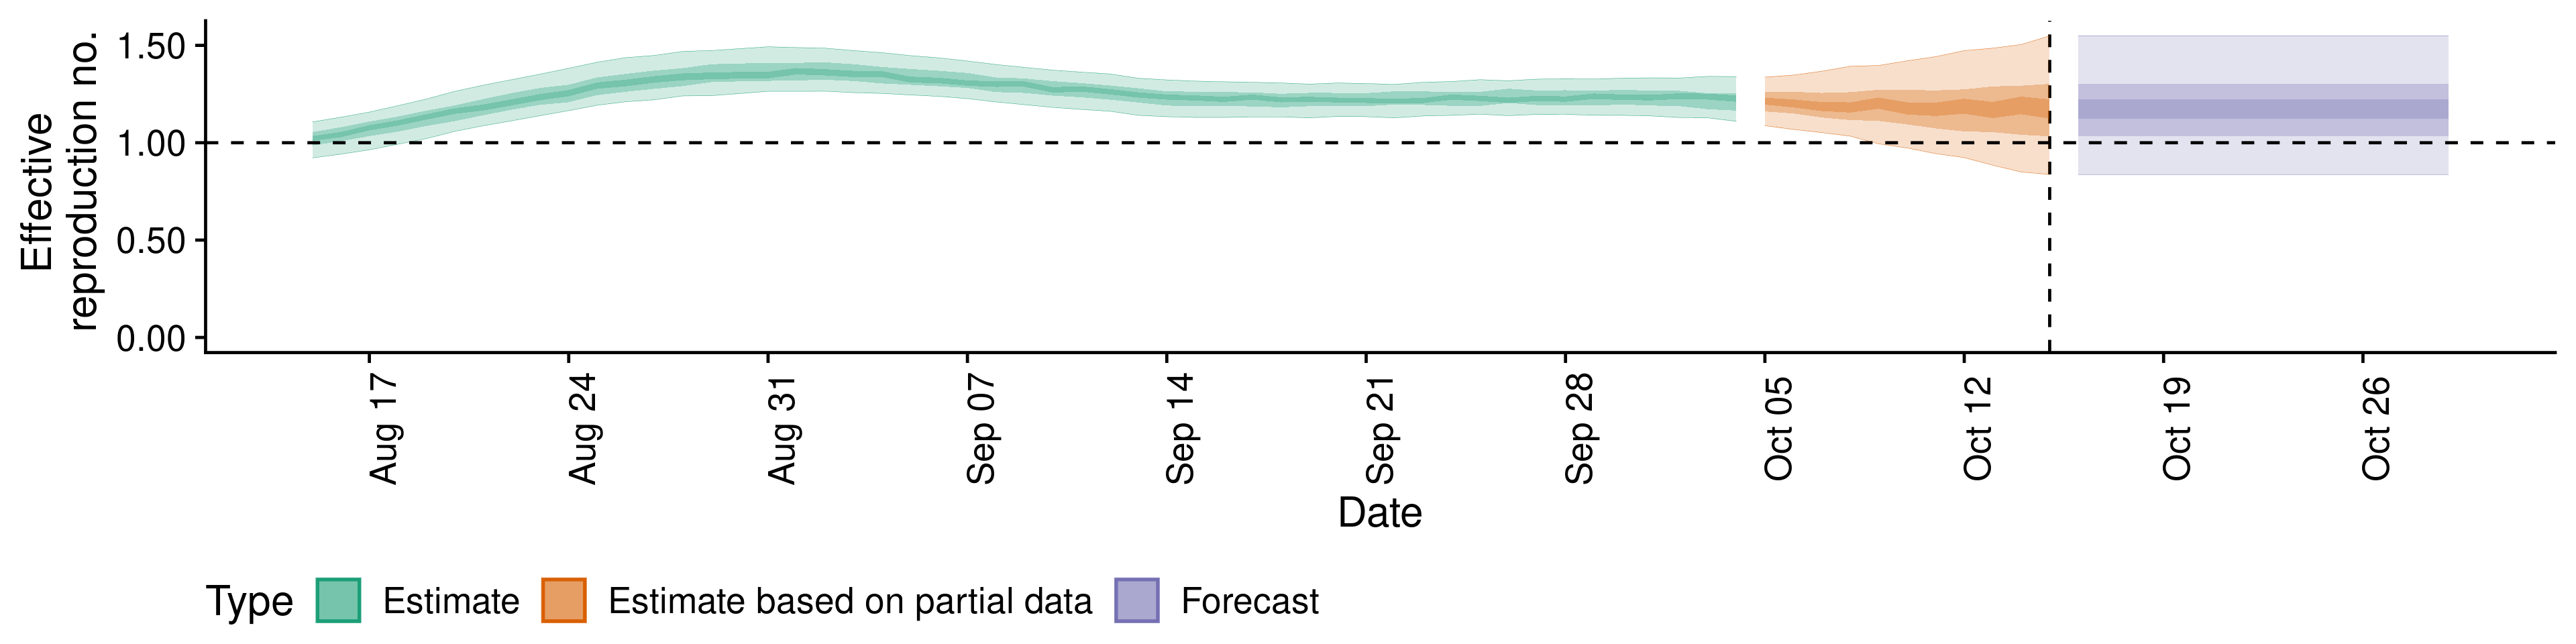 Effective
reproduction no.
1.50
1.00
0.50
0.00
Aug 17
Aug 24
Aug 31
Sep 07
Sep 14
Sep 21
Sep 28
Oct 05
Oct 12
Oct 19
Oct 26
Date
Type Estimate Estimate based on partial data Forecast